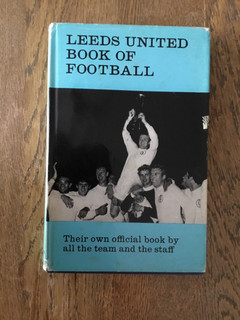 LEEDS UNITED
BOOK OF
FOOTBALL
Their own official book by
all the team and the staff